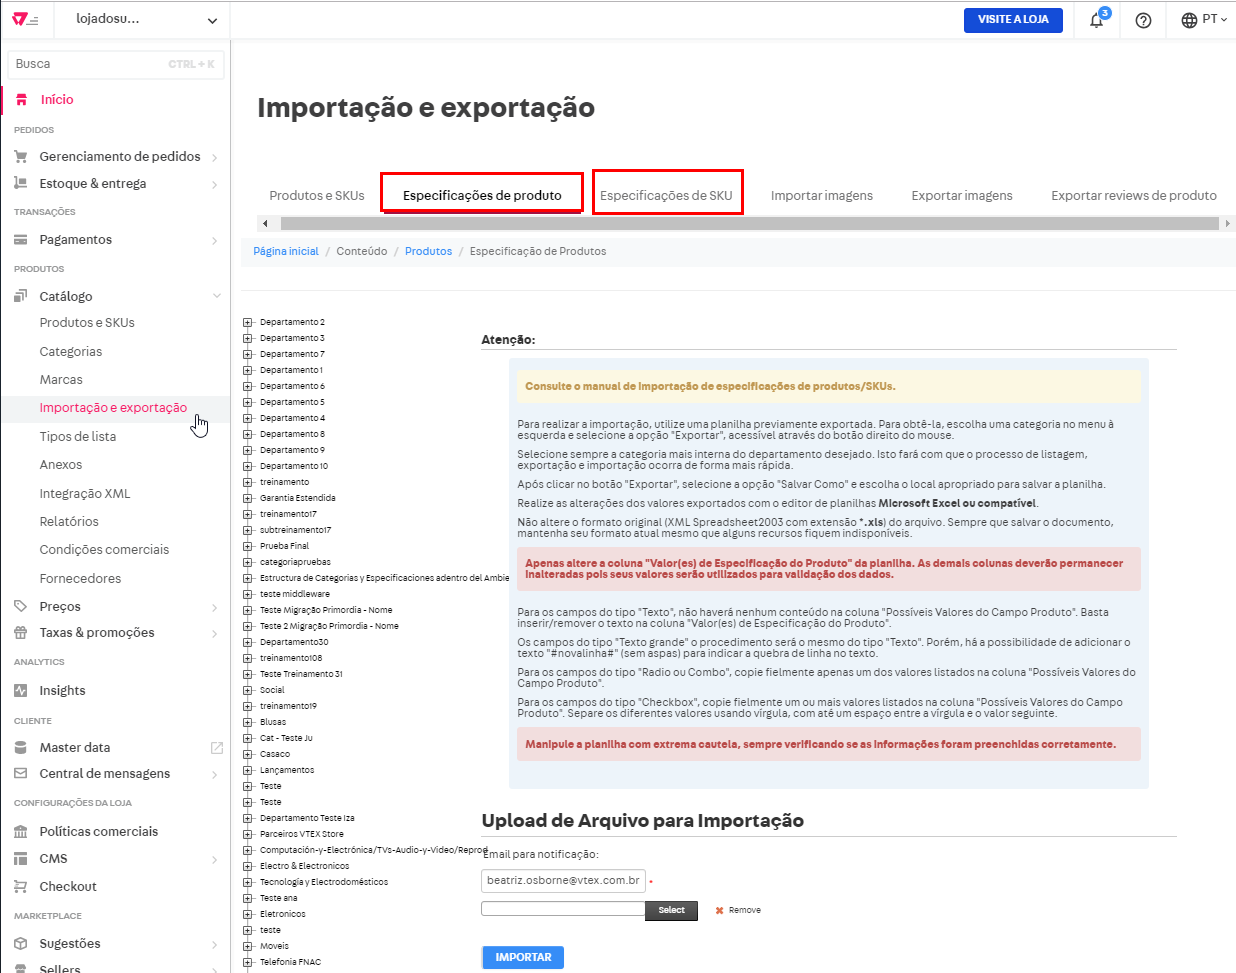 lojadosu...
VISITE A LOJA
3
PT
Busca
CTRL + K
Início
PEDIDOS
Gerenciamento de pedidos
Estoque & entrega
TRANSAÇÕES
Pagamentos
PRODUTOS
Catálogo
Produtos e SKUs
Categorias
Marcas
Importação e exportação
Tipos de lista
Anexos
Integração XML
Relatórios
Condições comerciais
Fornecedores
Preços
Taxas & promoções
ANALYTICS
Insights
CLIENTE
Master data
Central de mensagens
CONFIGURAÇÕES DA LOJA
Políticas comerciais
CMS
Checkout
MARKETPLACE
Sugestões
Sellers
Importação e exportação
Produtos e SKUs
Especificações de produto
Especificações de SKU
Importar imagens
Exportar imagens
Exportar reviews de produto
Página inicial / Conteúdo / Produtos / Especificação de Produtos
Departamento 2
Departamento 3
Departamento 7
Departamento 1
Departamento 6
Departamento 5
Departamento 4
Departamento 8
Departamento 9
Departamento 10
treinamento
Garantia Estendida
treinamento17
subtreinamento17
Prueba Final
categoriapruebas
Estructura de Categorias y Especificaciones adentro del Ambie
teste middleware
Teste Migração Primordia - Nome
Teste 2 Migração Primordia - Nome
Departamento30
treinamento108
Teste Treinamento 31
Social
treinamento19
Blusas
Cat - Teste Ju
Casaco
Lançamentos
Teste
Teste
Departamento Teste Iza
Parceiros VTEX Store
Computación-y-Electrónica/TVs-Audio-y-Video/Reprod
Electro & Electronicos
Tecnología y Electrodomésticos
Teste ana
Eletronicos
teste
Moveis
Telefonia FNAC
Atenção:
Consulte o manual de importação de especificações de produtos/SKUs.
Para realizar a importação, utilize uma planilha previamente exportada. Para obtê-la, escolha uma categoria no menu à
esquerda e selecione a opção "Exportar", acessível através do botão direito do mouse.
Selecione sempre a categoria mais interna do departamento desejado. Isto fará com que o processo de listagem,
exportação e importação ocorra de forma mais rápida.
Após clicar no botão "Exportar", selecione a opção "Salvar Como" e escolha o local apropriado para salvar a planilha.
Realize as alterações dos valores exportados com o editor de planilhas Microsoft Excel ou compatível.
Não altere o formato original (XML Spreadsheet2003 com extensão *.xls) do arquivo. Sempre que salvar o documento,
mantenha seu formato atual mesmo que alguns recursos fiquem indisponíveis.
Apenas altere a coluna "Valor(es) de Especificação do Produto" da planilha. As demais colunas deverão permanecer
inalteradas pois seus valores serão utilizados para validação dos dados.
Para os campos do tipo "Texto", não haverá nenhum conteúdo na coluna "Possíveis Valores do Campo Produto". Basta
inserir/remover o texto na coluna "Valor(es) de Especificação do Produto".
Os campos do tipo "Texto grande" o procedimento será o mesmo do tipo "Texto". Porém, há a possibilidade de adicionar o
texto "#novalinha#" (sem aspas) para indicar a quebra de linha no texto.
Para os campos do tipo "Radio ou Combo", copie fielmente apenas um dos valores listados na coluna "Possíveis Valores do
Campo Produto".
Para os campos do tipo "Checkbox", copie fielmente um ou mais valores listados na coluna "Possíveis Valores do Campo
Produto". Separe os diferentes valores usando vírgula, com até um espaço entre a vírgula e o valor seguinte.
Manipule a planilha com extrema cautela, sempre verificando se as informações foram preenchidas corretamente.
Upload de Arquivo para Importação
Email para notificação:
beatriz.osborne@vtex.com.br *
Select
Remove
IMPORTAR